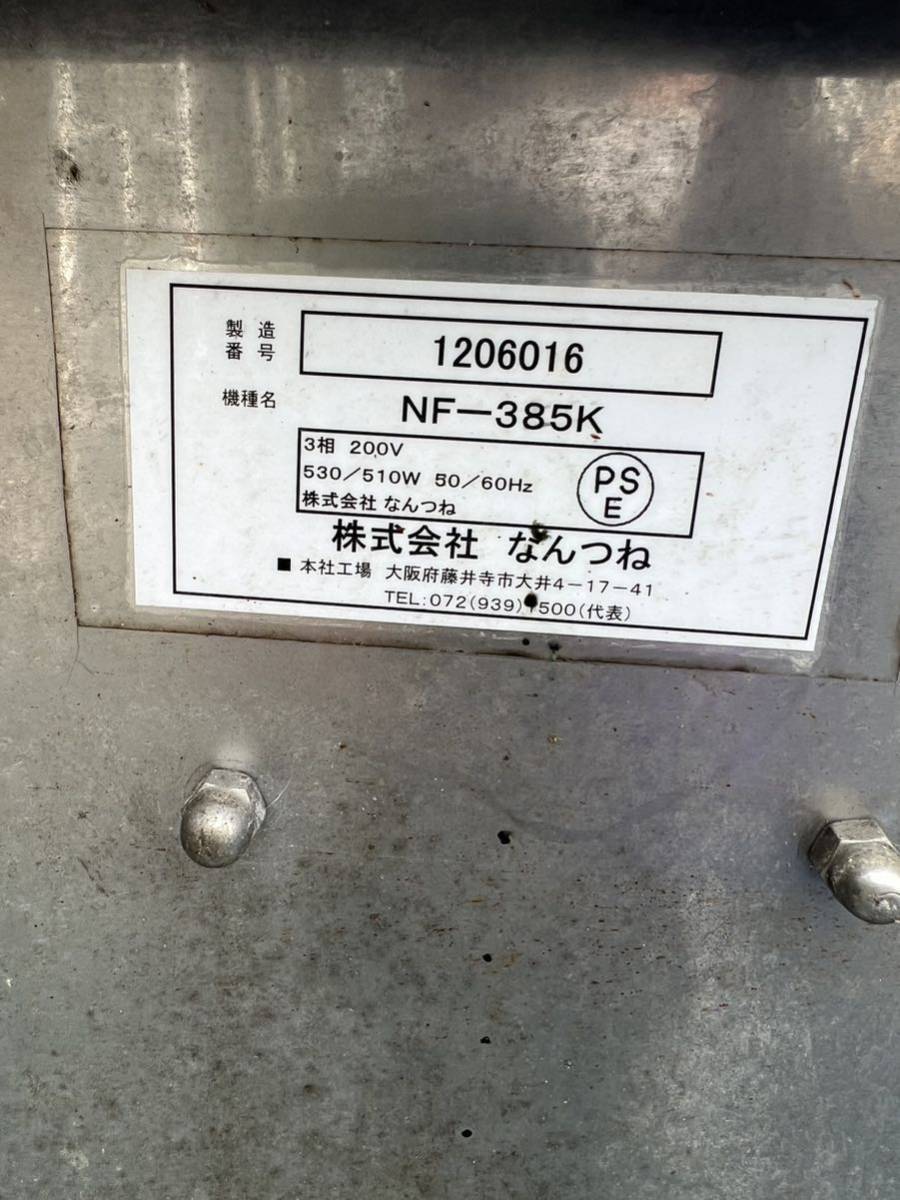 製造
番号
1206016
機種名
NF-385K
3相 200V
530/510W 50/60Hz
株式会社 なんつね
PS
E
株式会社 なんつね
■ 本社工場 大阪府藤井寺市大井4-17-41
TEL:072(939)1500(代表)